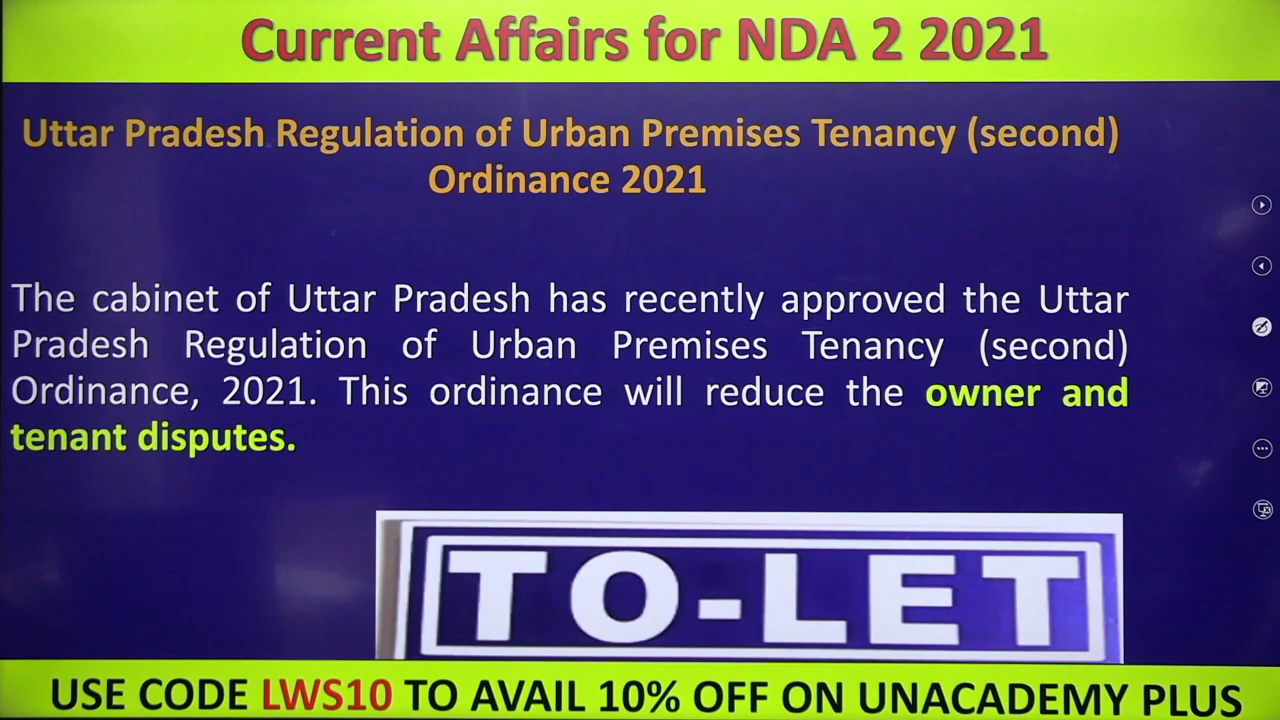 Current Affairs for NDA 2 2021
Uttar Pradesh Regulation of Urban Premises Tenancy (second)
Ordinance 2021
The cabinet of Uttar Pradesh has recently approved the Uttar
Pradesh Regulation of Urban Premises Tenancy (second)
Ordinance, 2021. This ordinance will reduce the owner and
tenant disputes.
TO-LET
USE CODE LWS10 TO AVAIL 10% OFF ON UNACADEMY PLUS